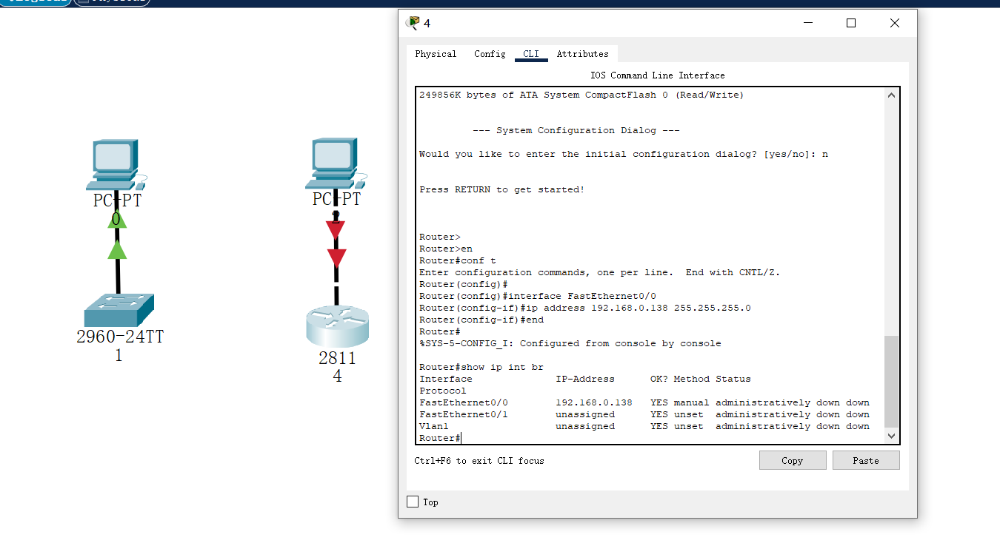 4
Physical Config CLI Attributes
IOS Command Line Interface
249856K bytes of ATA System CompactFlash 0 (Read/Write)
--- System Configuration Dialog ---
Would you like to enter the initial configuration dialog? [yes/no]: n
Press RETURN to get started!
Router>
Router>en
Router#conf t
Enter configuration commands, one per line.  End with CNTL/Z.
Router(config)#
Router(config)#interface FastEthernet0/0
Router(config-if)#ip address 192.168.0.138 255.255.255.0
Router(config-if)#end
Router#
%SYS-5-CONFIG_I: Configured from console by console
Router#show ip int br
Interface IP-Address OK? Method Status
Protocol
FastEthernet0/0 192.168.0.138 YES manual administratively down down
FastEthernet0/1 unassigned YES unset administratively down down
Vlan1 unassigned YES unset administratively down down
Router#
Ctrl+F6 to exit CLI focus
Copy
Paste
Top
PC-PT
0
2960-24TT
1
PC-PT
2811
4